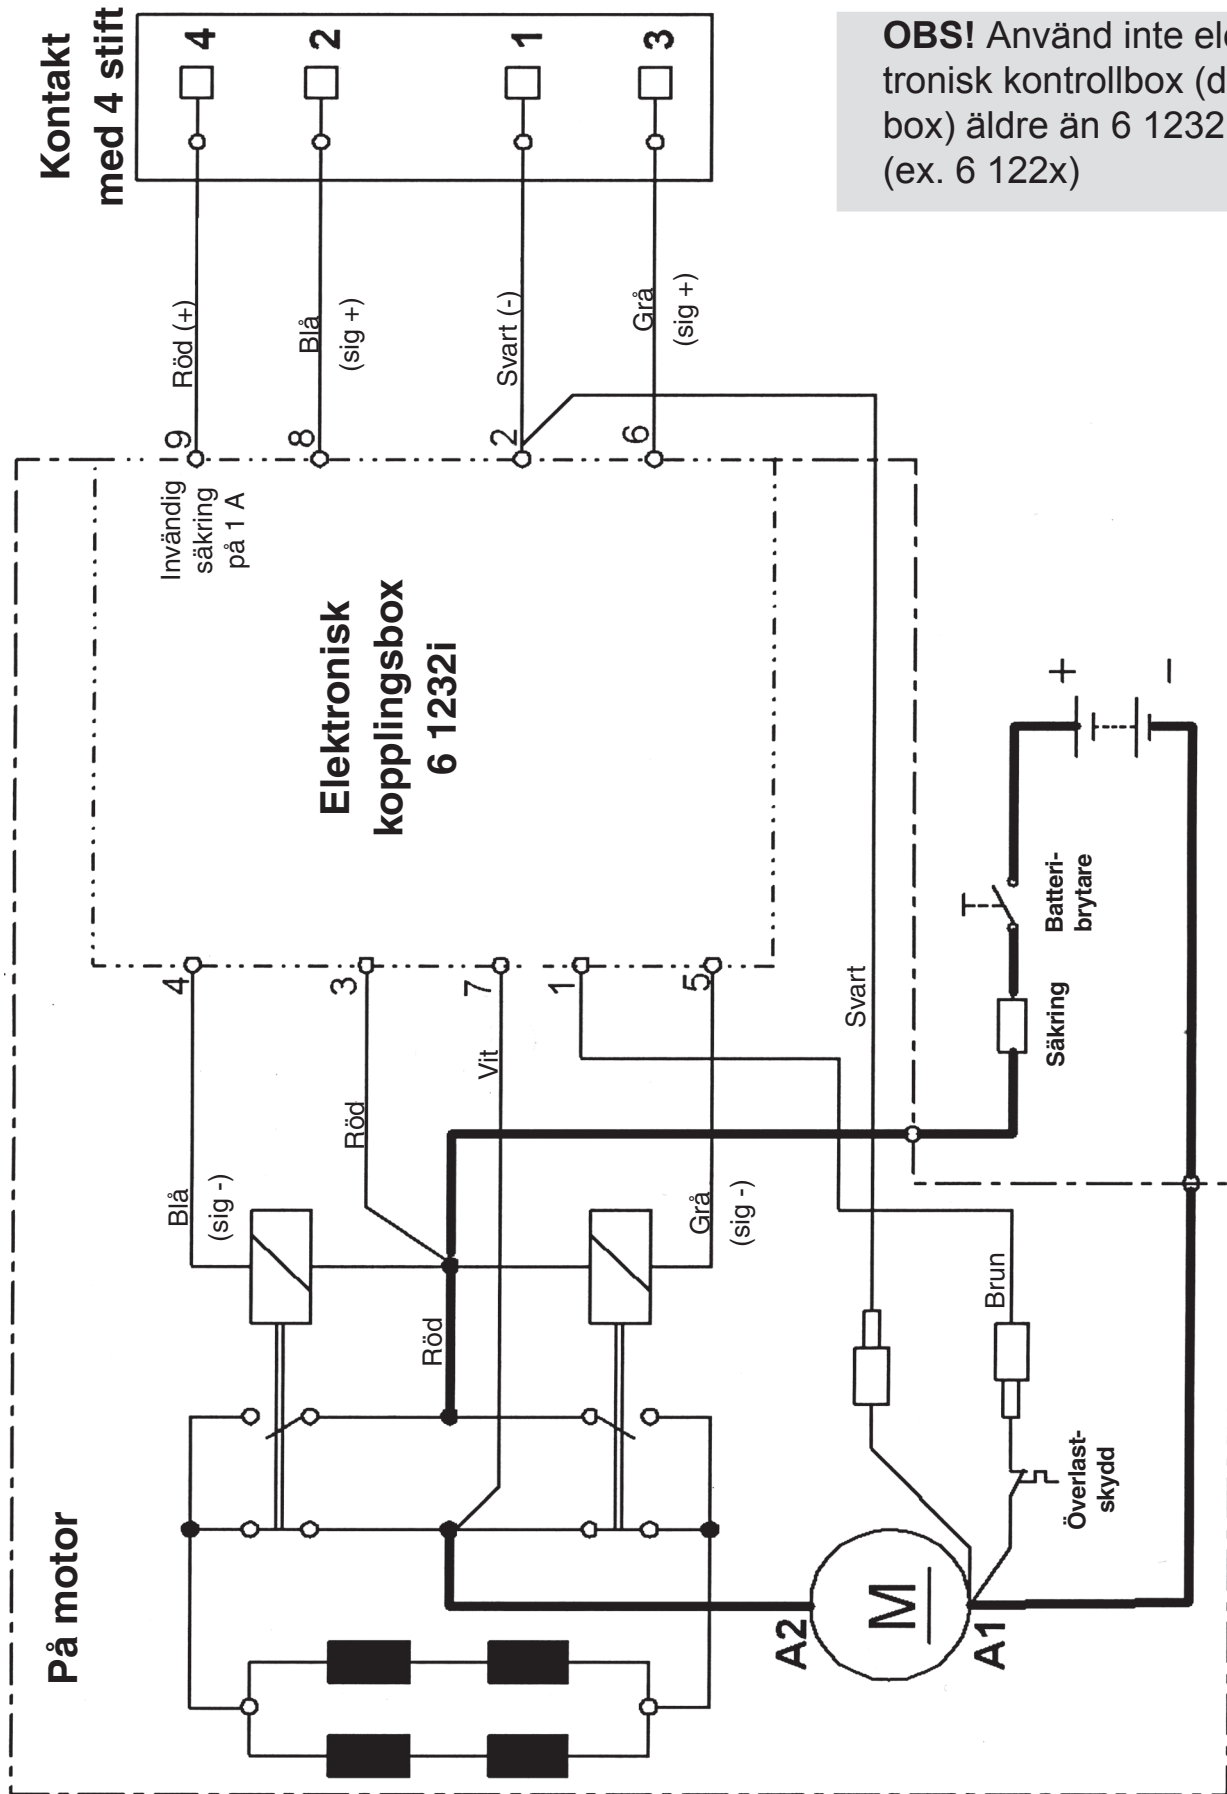 OBS! Använd inte ele
tronisk kontrollbox (d
box) äldre än 6 1232
(ex. 6 122x)
Kontakt
med 4 stift
4
2
1
3
Röd (+)
Blå
(sig +)
Svart (-)
Grå
(sig +)
9
8
2
6
Invändig
säkring
på 1 A
Elektronisk
kopplingsbox
6 1232i
4
3
7
1
5
Blå
(sig -)
Röd
Vit
Grå
(sig -)
Svart
Röd
Brun
Säkring
Batteri-
brytare
+
-
På motor
A2
M
A1
Överlast-
skydd